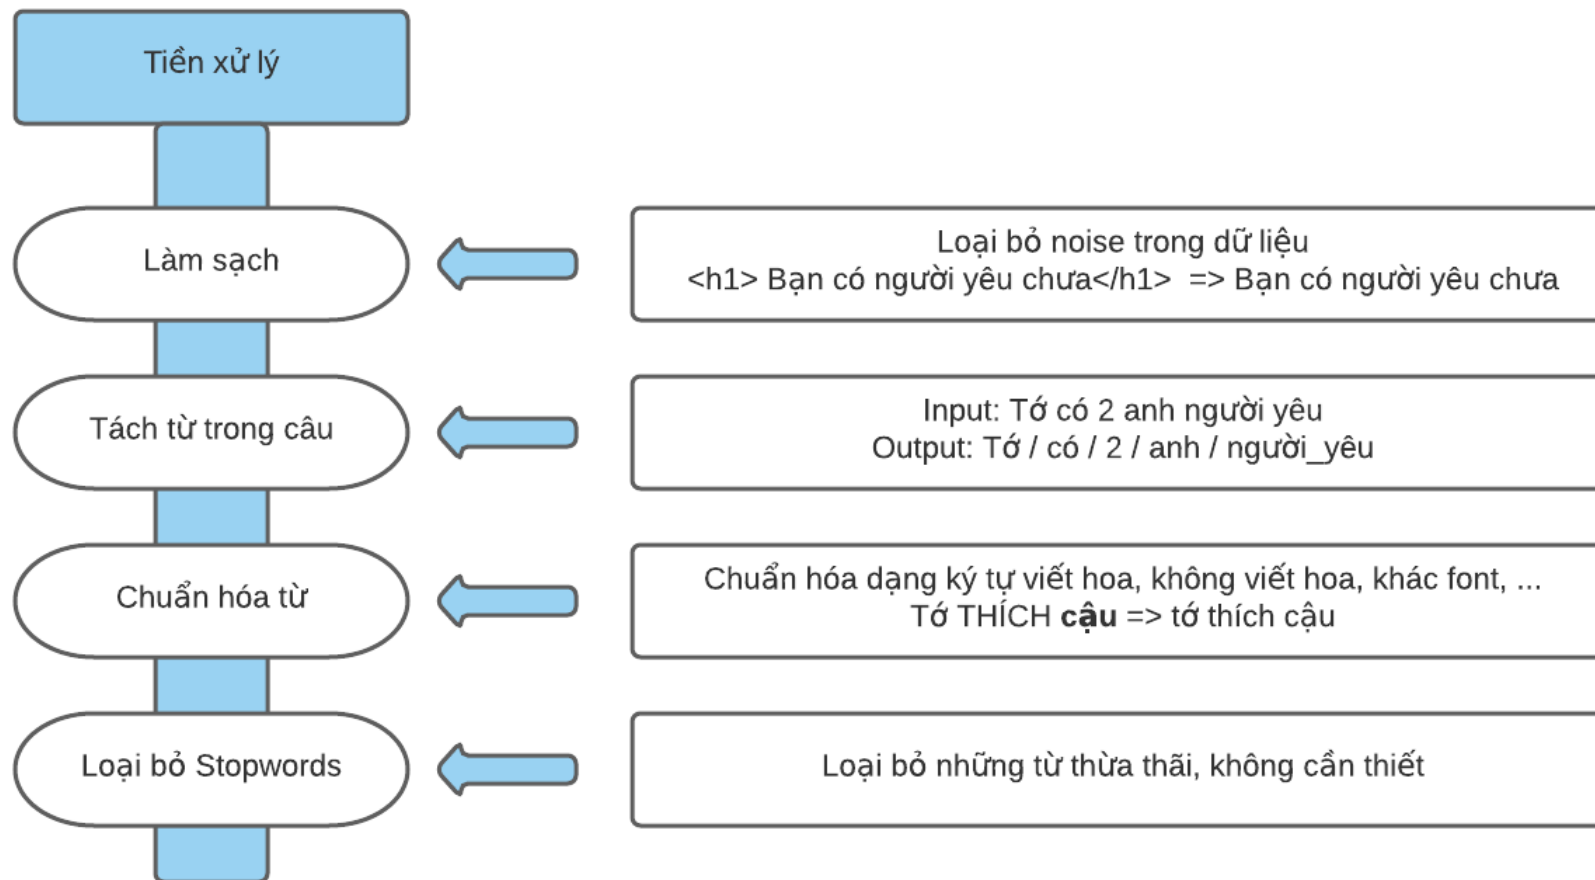 Tiền xử lý
Làm sạch
Loại bỏ noise trong dữ liệu
<h1> Bạn có người yêu chưa</h1>  => Bạn có người yêu chưa
Tách từ trong câu
Input: Tớ có 2 anh người yêu
Output: Tớ / có / 2 / anh / người_yêu
Chuẩn hóa từ
Chuẩn hóa dạng ký tự viết hoa, không viết hoa, khác font, ...
Tớ THÍCH cậu => tớ thích cậu
Loại bỏ Stopwords
Loại bỏ những từ thừa thãi, không cần thiết